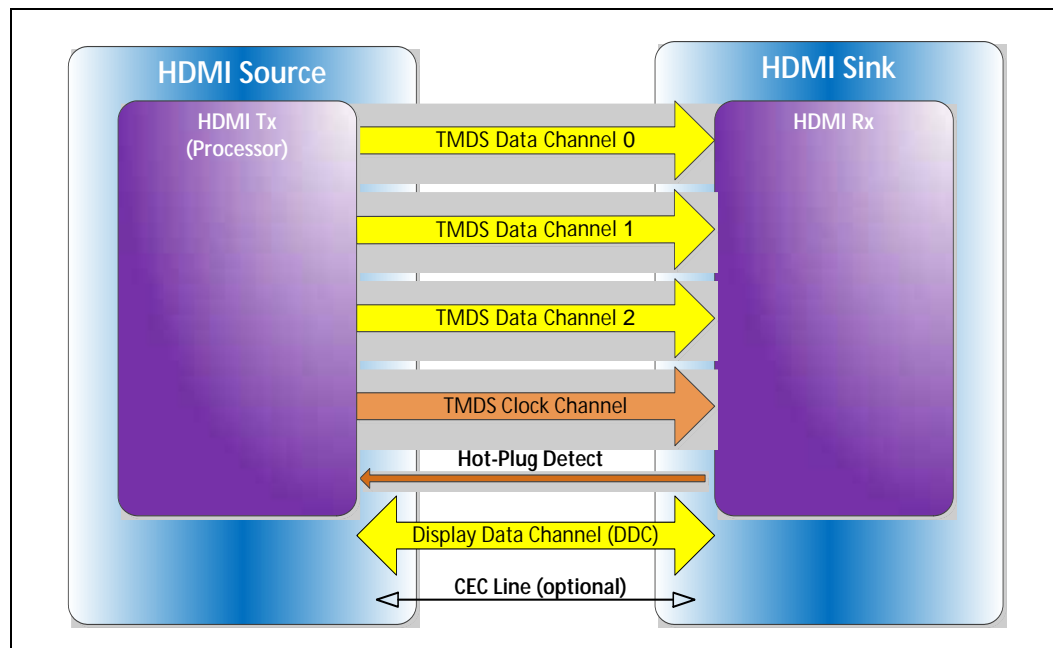 HDMI Source
HDMI Sink
HDMI Tx
(Processor)
HDMI Rx
TMDS Data Channel 0
TMDS Data Channel 1
TMDS Data Channel 2
TMDS Clock Channel
Hot-Plug Detect
Display Data Channel (DDC)
CEC Line (optional)